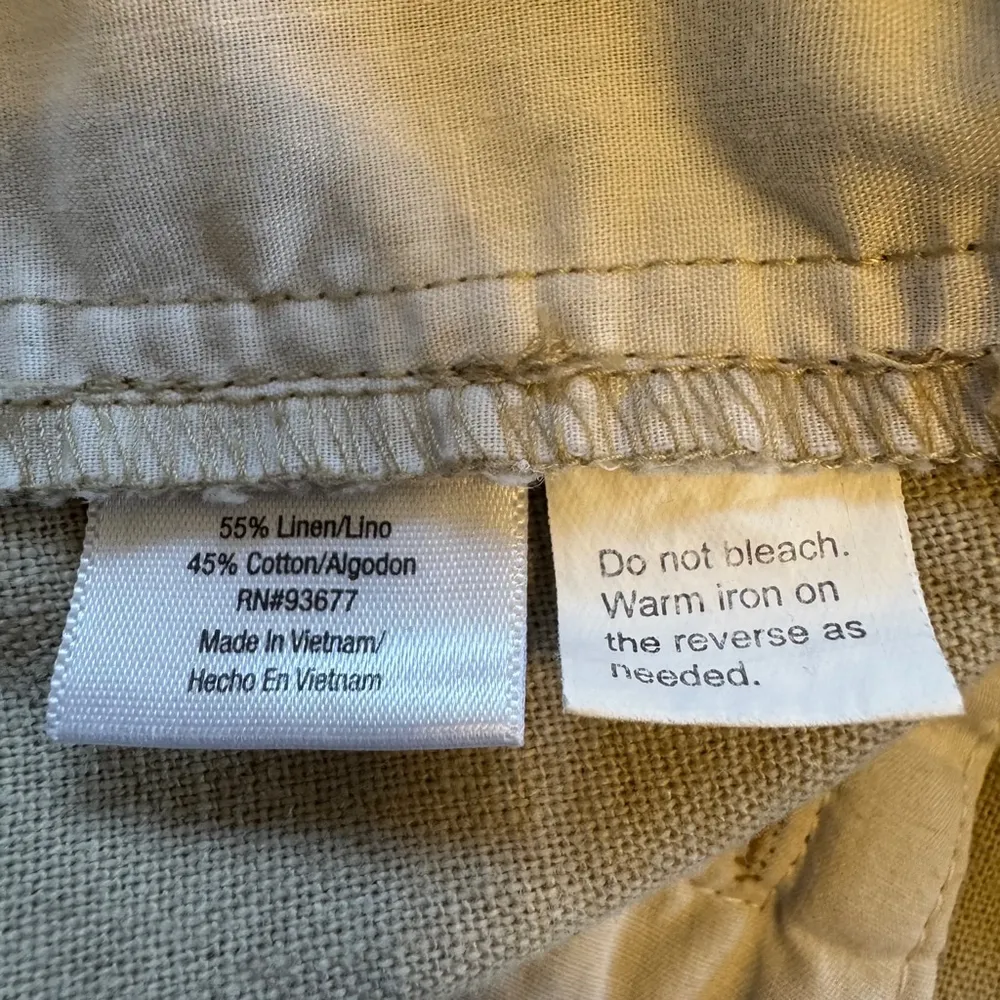 55% Linen/Lino
45% Cotton/Algodon
RN#93677
Made In Vietnam/
Hecho En Vietnam
Do not bleach.
Warm iron on
the reverse as
needed.